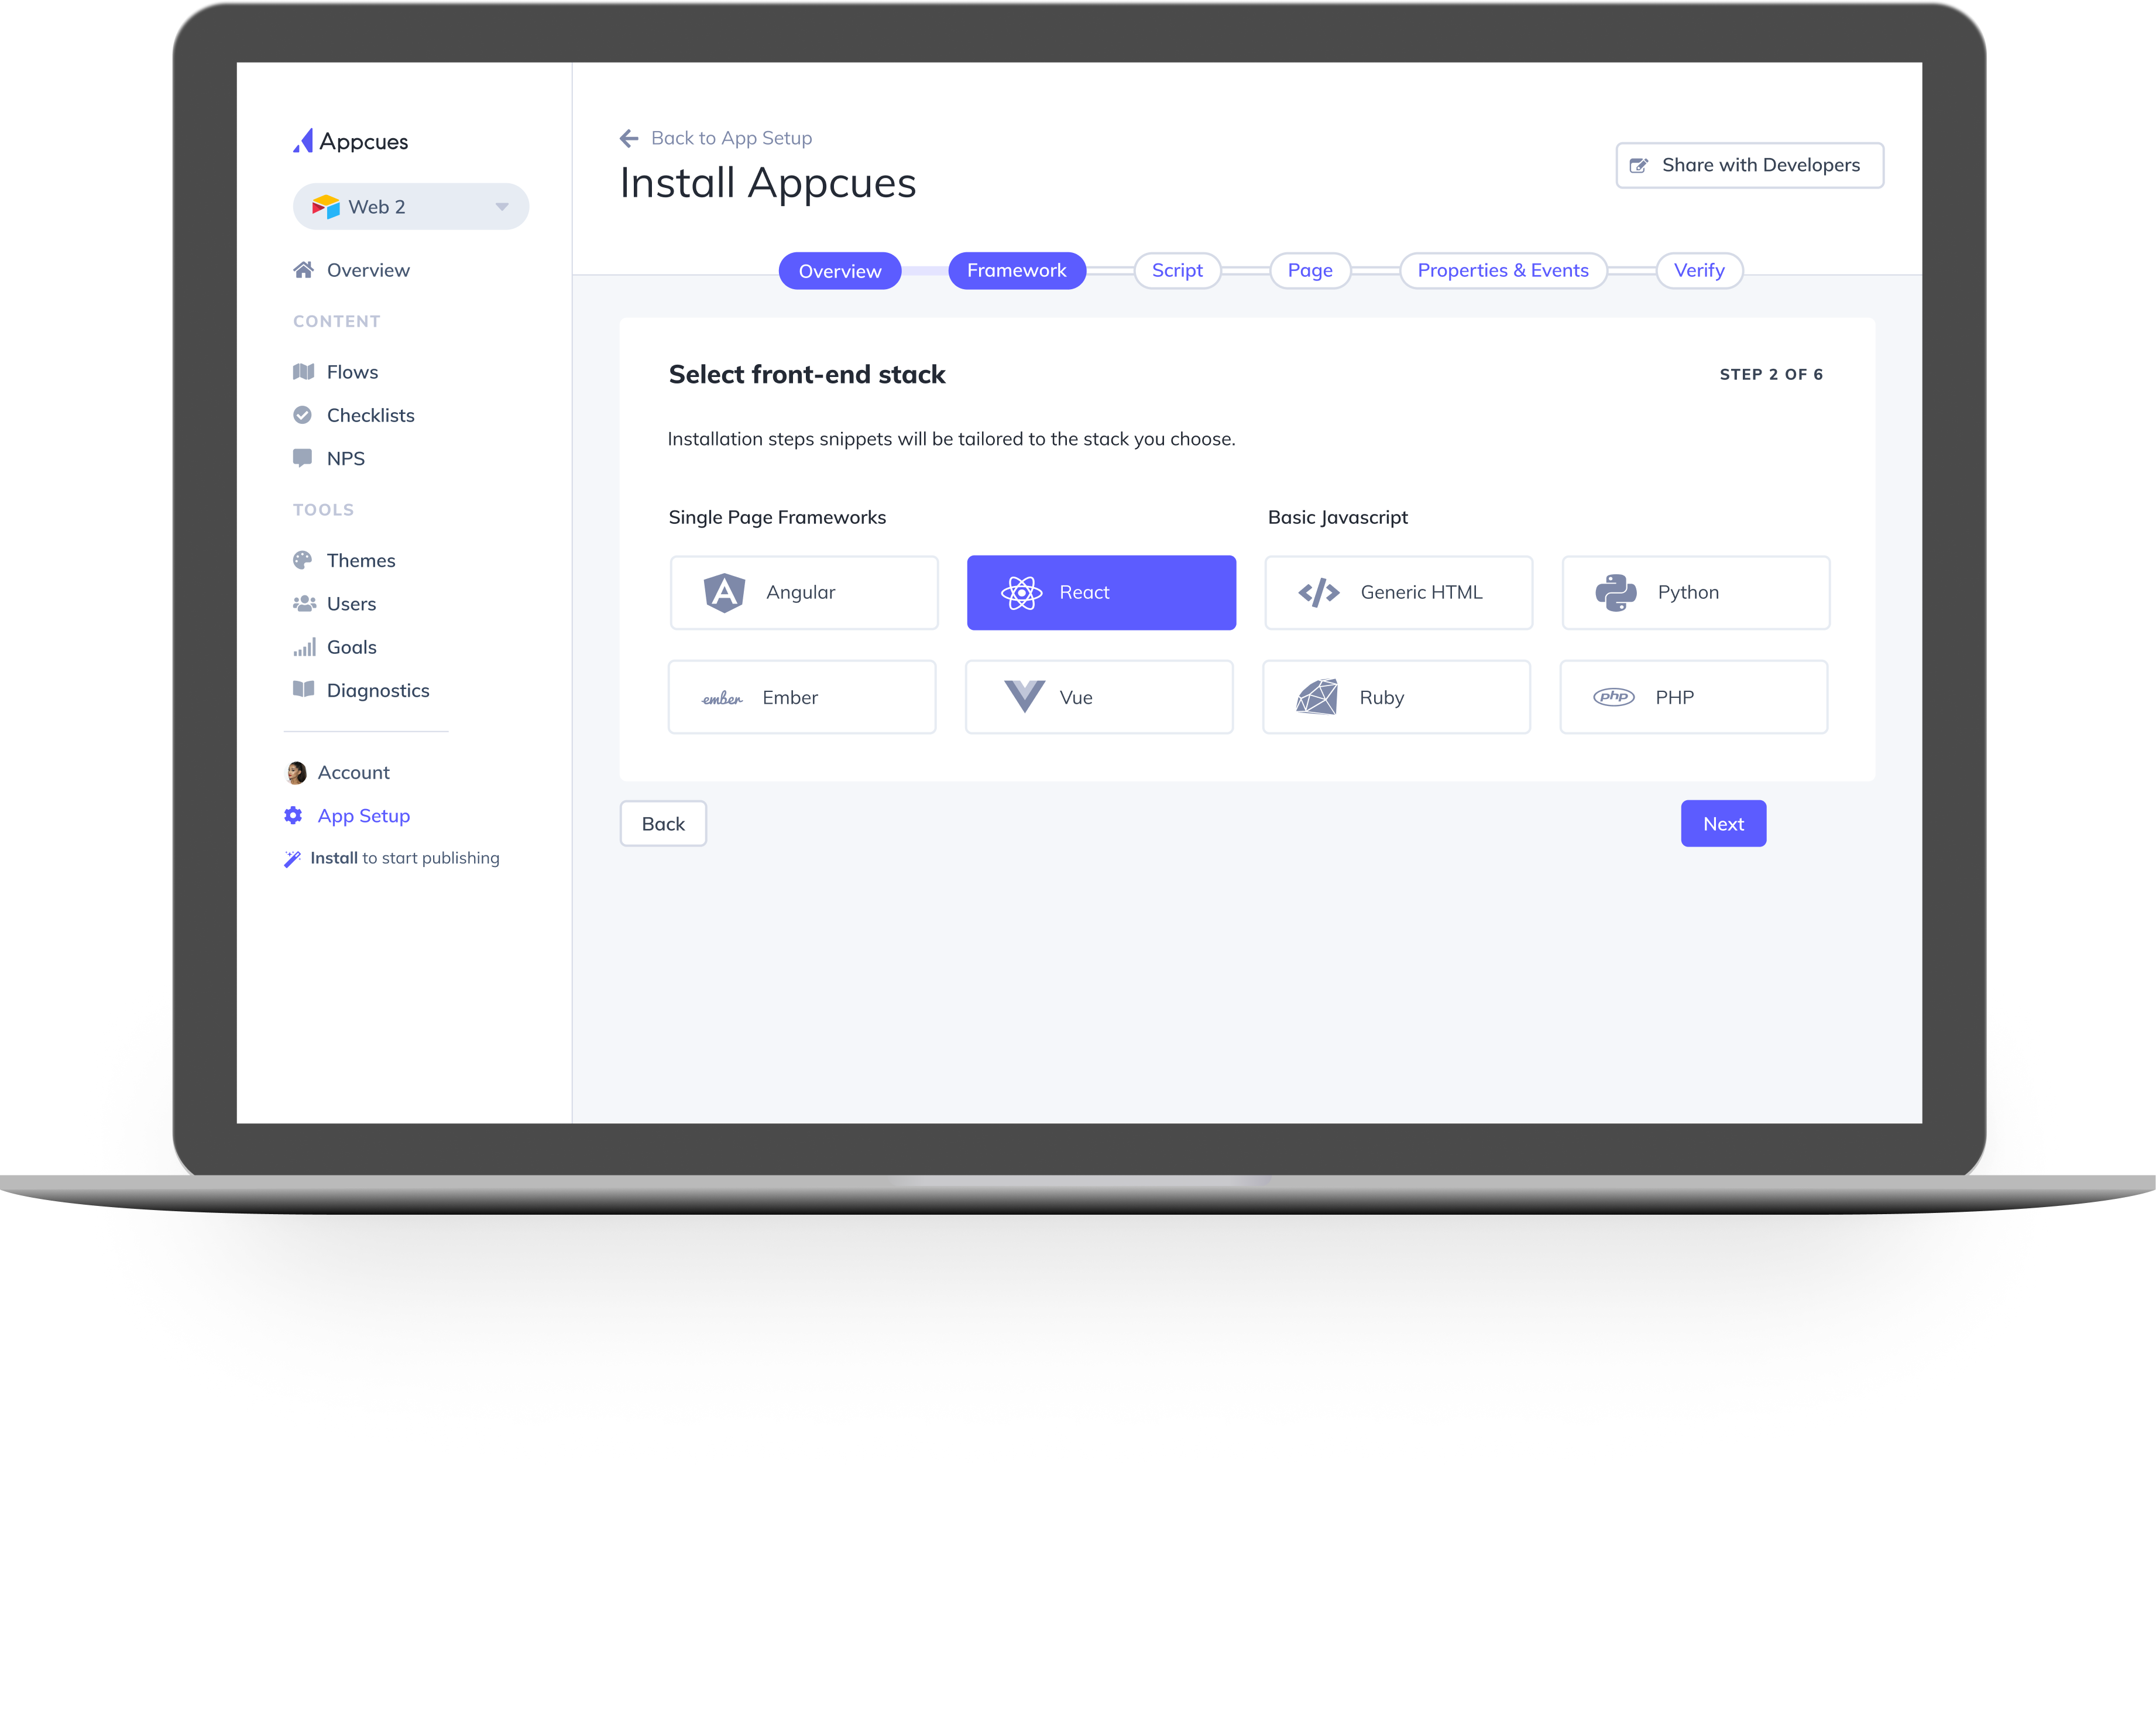 Appcues
Web 2
Overview
CONTENT
Flows
Checklists
NPS
TOOLS
Themes
Users
Goals
Diagnostics
Account
App Setup
Install to start publishing
Back to App Setup
Install Appcues
Share with Developers
Overview
Framework
Script
Page
Properties & Events
Verify
Select front-end stack
STEP 2 OF 6
Installation steps snippets will be tailored to the stack you choose.
Single Page Frameworks
Basic Javascript
Angular
React
Generic HTML
Python
ember Ember
Vue
Ruby
php PHP
Back
Next